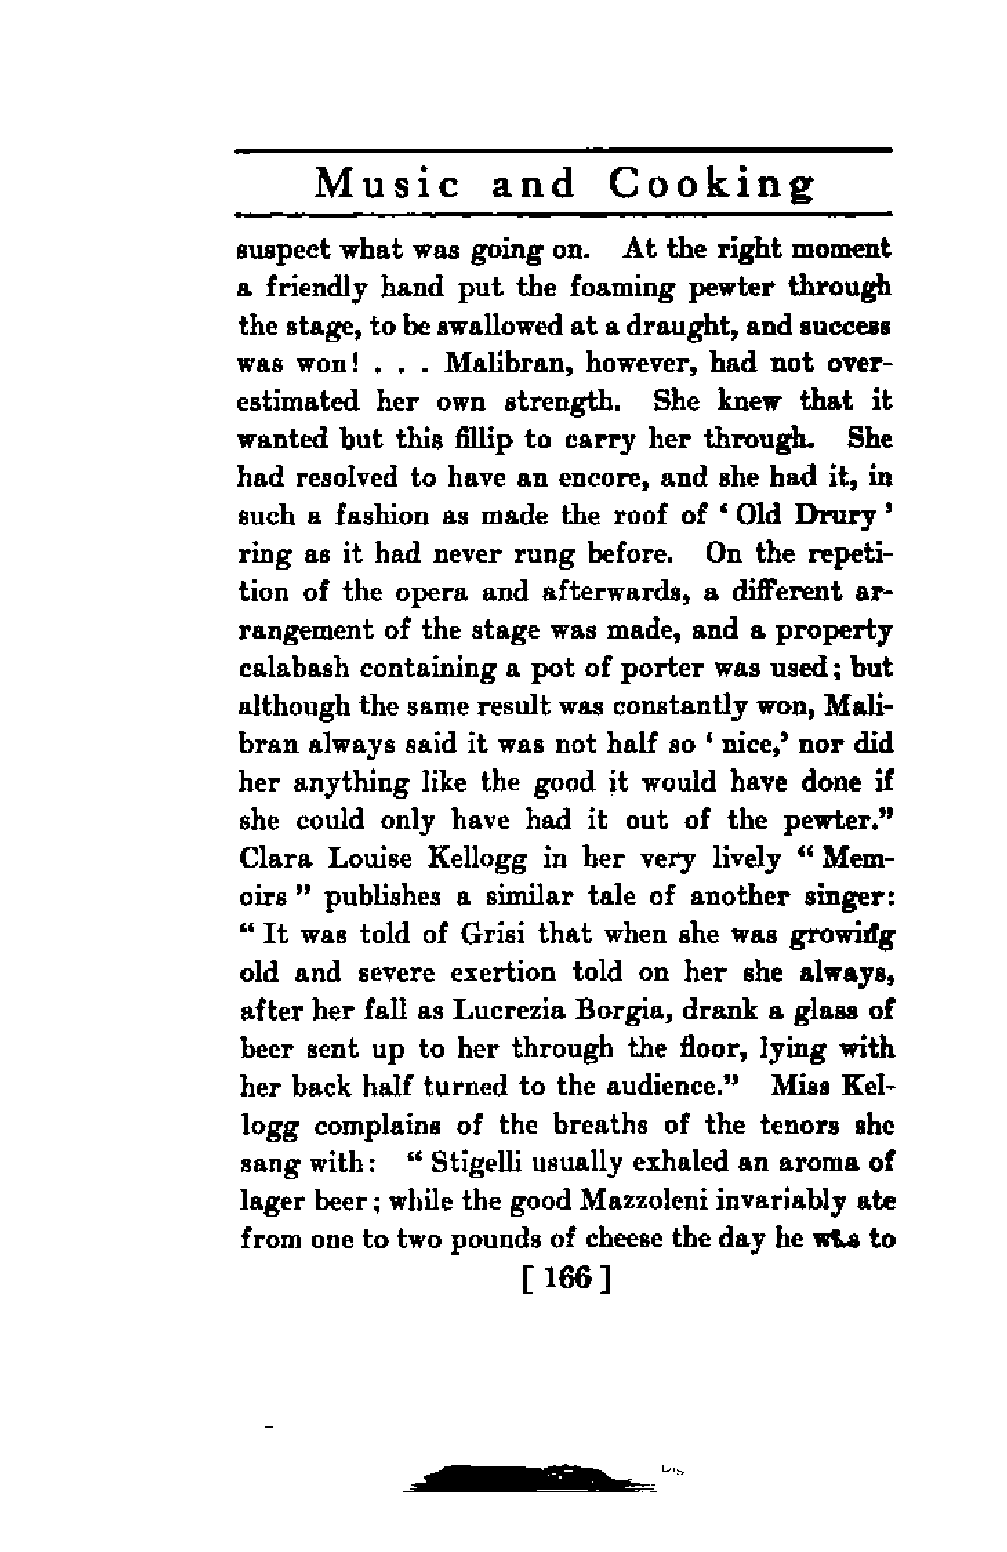 Music and Cooking
suspect what was going on. At the right moment
a friendly hand put the foaming pewter through
the stage, to be swallowed at a draught, and success
was won! . . . Malibran, however, had not over-
estimated her own strength. She knew that it
wanted but this fillip to carry her through. She
had resolved to have an encore, and she had it, in
such a fashion as made the roof of ‘ Old Drury ’
ring as it had never rung before. On the repeti-
tion of the opera and afterwards, a different ar-
rangement of the stage was made, and a property
calabash containing a pot of porter was used; but
although the same result was constantly won, Mali-
bran always said it was not half so ‘ nice,’ nor did
her anything like the good it would have done if
she could only have had it out of the pewter.”
Clara Louise Kellogg in her very lively “ Mem-
oirs ” publishes a similar tale of another singer:
“ It was told of Grisi that when she was growing
old and severe exertion told on her she always,
after her fall as Lucrezia Borgia, drank a glass of
beer sent up to her through the floor, lying with
her back half turned to the audience.” Miss Kel-
logg complains of the breaths of the tenors she
sang with: “ Stigelli usually exhaled an aroma of
lager beer; while the good Mazzoleni invariably ate
from one to two pounds of cheese the day he was to
[ 166 ]